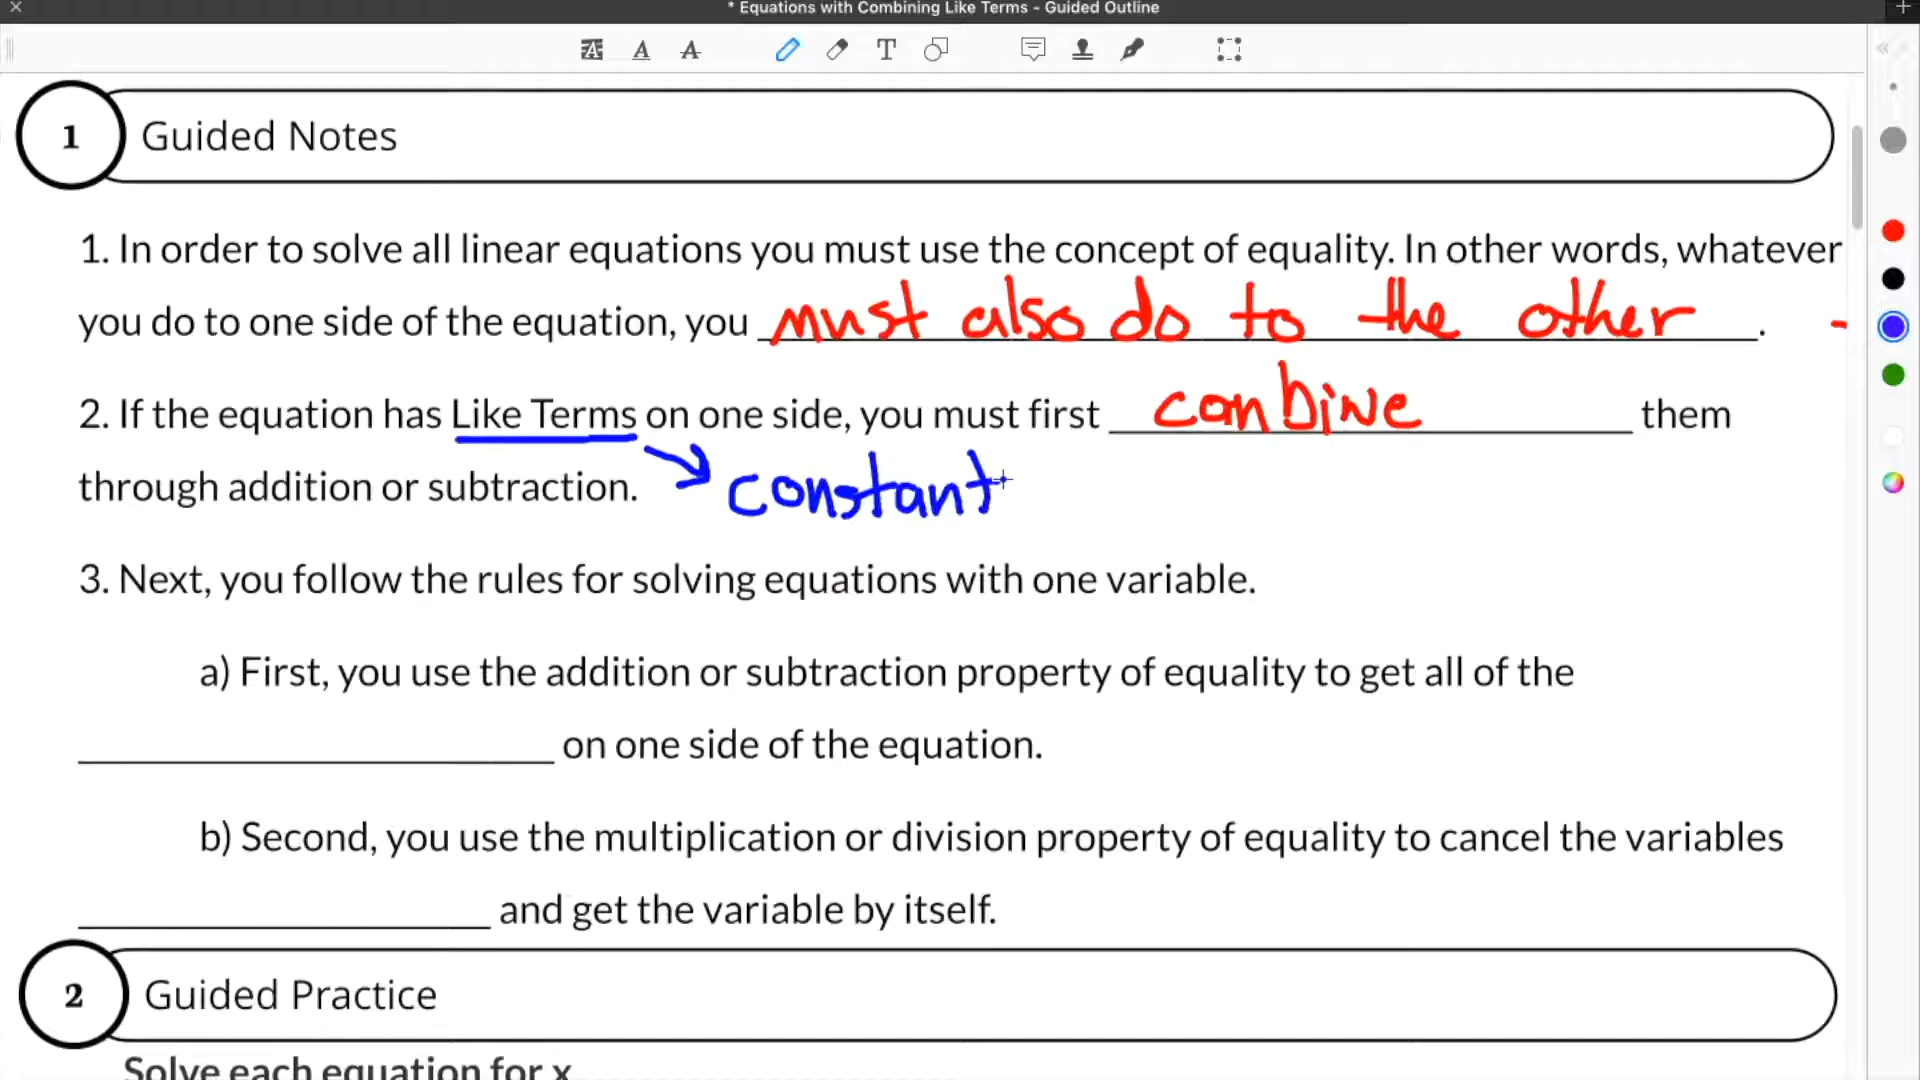 * Equations with Combining Like Terms - Guided Outline
1 Guided Notes
1. In order to solve all linear equations you must use the concept of equality. In other words, whatever
you do to one side of the equation, you must also do to the other.
2. If the equation has Like Terms on one side, you must first combine them
through addition or subtraction. constant
3. Next, you follow the rules for solving equations with one variable.
a) First, you use the addition or subtraction property of equality to get all of the
____________________ on one side of the equation.
b) Second, you use the multiplication or division property of equality to cancel the variables
____________________ and get the variable by itself.
2 Guided Practice
Solve each equation for x